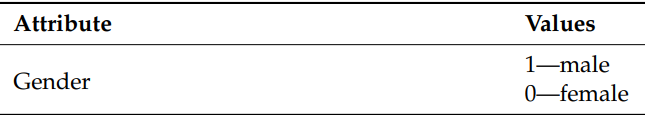 Attribute Values
Gender
1—male
0—female